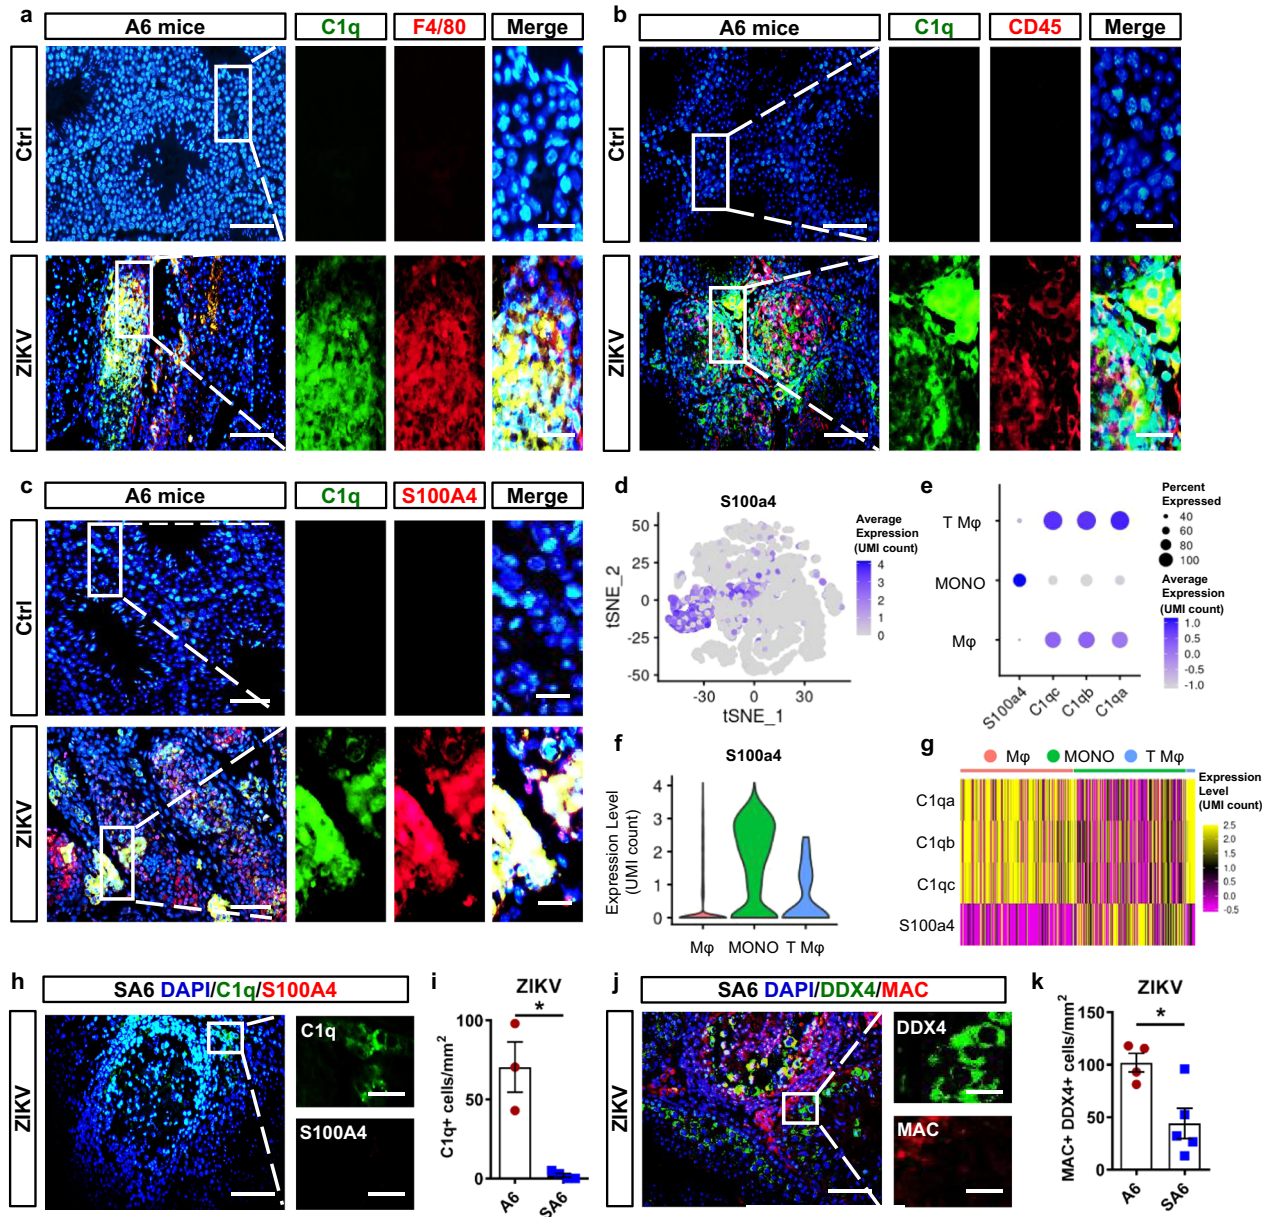 a
A6 mice
C1q
F4/80
Merge
Ctrl
ZIKV
b
A6 mice
C1q
CD45
Merge
Ctrl
ZIKV
c
A6 mice
C1q
S100A4
Merge
Ctrl
ZIKV
d
S100a4
50
25
0
-25
-50
tSNE_2
-30
0
30
tSNE_1
Average
Expression
(UMI count)
4
3
2
1
0
e
T Mφ
MONO
Mφ
S100a4
C1qc
C1qb
C1qa
Percent
Expressed
40
60
80
100
Average
Expression
(UMI count)
1.0
0.5
0.0
-0.5
-1.0
f
S100a4
Expression Level
(UMI count)
4
3
2
1
0
Mφ
MONO
T Mφ
g
Mφ
MONO
T Mφ
C1qa
C1qb
C1qc
S100a4
Expression
Level
(UMI count)
2.5
2.0
1.5
1.0
0.5
0.0
-0.5
h
SA6 DAPI/C1q/S100A4
ZIKV
C1q
S100A4
i
ZIKV
*
C1q+ cells/mm2
100
50
0
A6
SA6
j
SA6 DAPI/DDX4/MAC
ZIKV
DDX4
MAC
k
ZIKV
*
MAC+ DDX4+ cells/mm2
150
100
50
0
A6
SA6